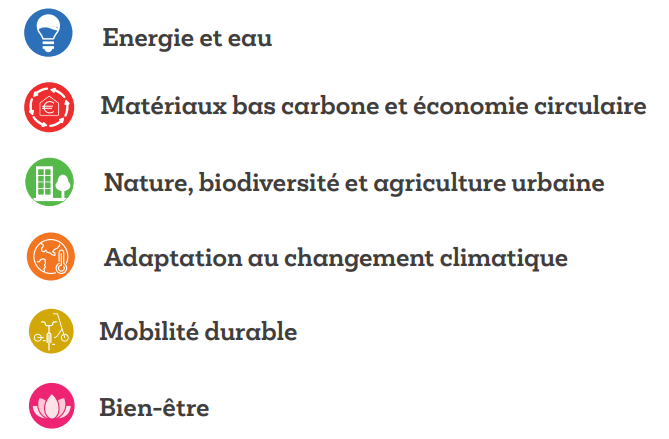 Energie et eau
Matériaux bas carbone et économie circulaire
Nature, biodiversité et agriculture urbaine
Adaptation au changement climatique
Mobilité durable
Bien-être